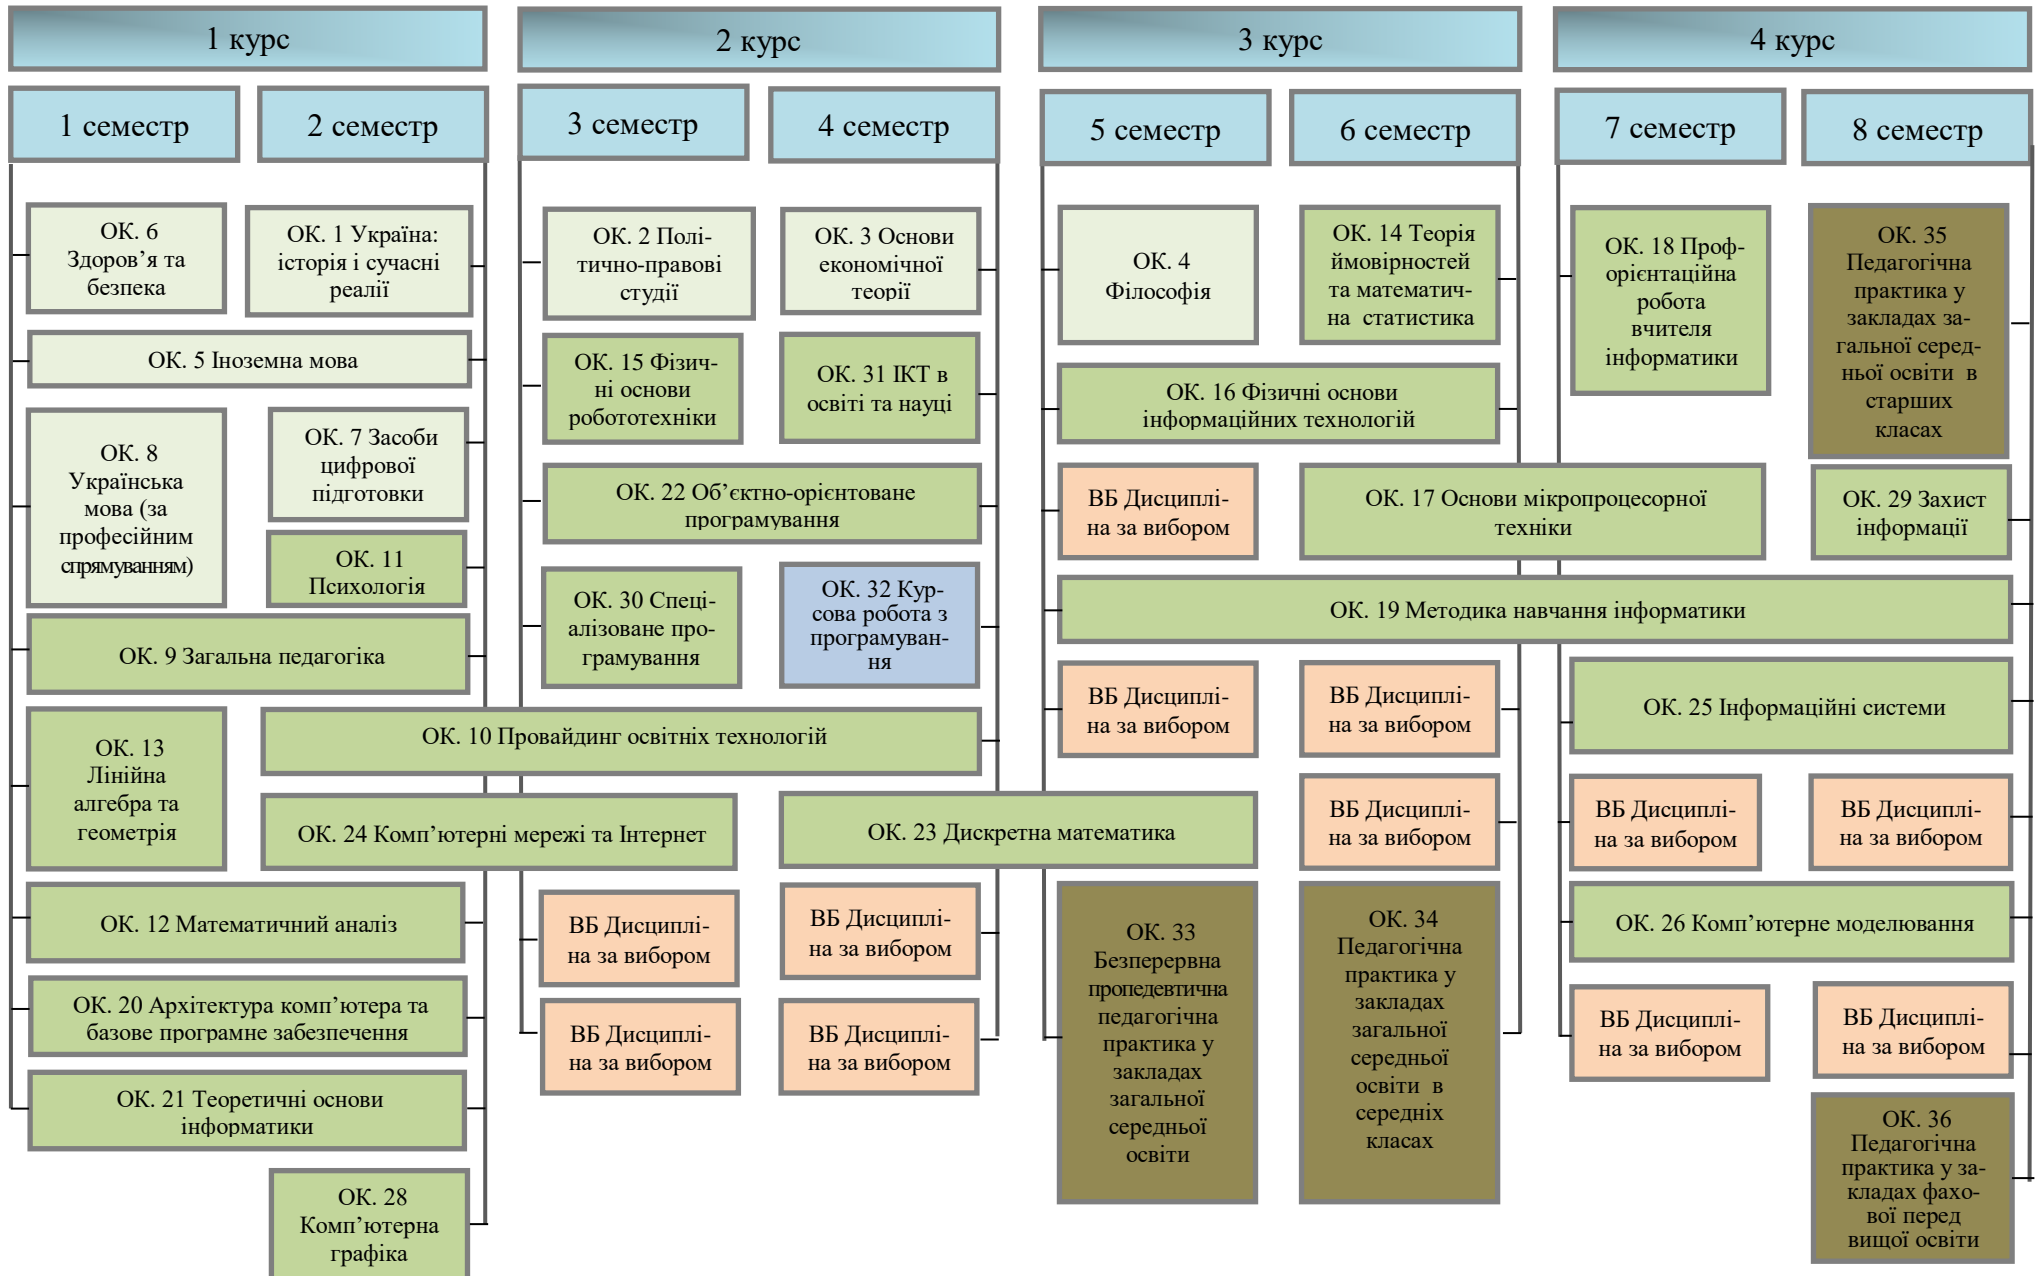 1 курс
2 курс
3 курс
4 курс
1 семестр
2 семестр
3 семестр
4 семестр
5 семестр
6 семестр
7 семестр
8 семестр
ОК. 6
Здоров’я та
безпека
ОК. 1 Україна:
історія і сучасні
реалії
ОК. 5 Іноземна мова
ОК. 8
Українська
мова (за
професійним
спрямуванням)
ОК. 7 Засоби
цифрової
підготовки
ОК. 11
Психологія
ОК. 9 Загальна педагогіка
ОК. 13
Лінійна
алгебра та
геометрія
ОК. 10 Провайдинг освітніх технологій
ОК. 24 Комп’ютерні мережі та Інтернет
ОК. 12 Математичний аналіз
ОК. 20 Архітектура комп’ютера та
базове програмне забезпечення
ОК. 21 Теоретичні основи
інформатики
ОК. 28
Комп’ютерна
графіка
ОК. 2 Полі-
тично-правові
студії
ОК. 3 Основи
економічної
теорії
ОК. 15 Фізич-
ні основи
робототехніки
ОК. 31 ІКТ в
освіті та науці
ОК. 22 Об’єктно-орієнтоване
програмування
ОК. 30 Спеці-
алізоване про-
грамування
ОК. 32 Кур-
сова робота з
програмуван-
ня
ОК. 23 Дискретна математика
ВБ Дисциплі-
на за вибором
ВБ Дисциплі-
на за вибором
ВБ Дисциплі-
на за вибором
ВБ Дисциплі-
на за вибором
ОК. 4
Філософія
ОК. 14 Теорія
ймовірностей
та математич-
на статистика
ОК. 16 Фізичні основи
інформаційних технологій
ВБ Дисциплі-
на за вибором
ОК. 17 Основи мікропроцесорної
техніки
ОК. 19 Методика навчання інформатики
ВБ Дисциплі-
на за вибором
ВБ Дисциплі-
на за вибором
ВБ Дисциплі-
на за вибором
ОК. 33
Безперервна
пропедевтична
педагогічна
практика у
закладах
загальної
середньої
освіти
ОК. 34
Педагогічна
практика у
закладах
загальної
середньої
освіти в
середніх
класах
ОК. 18 Проф-
орієнтаційна
робота
вчителя
інформатики
ОК. 35
Педагогічна
практика у
закладах за-
гальної серед-
ньої освіти в
старших
класах
ОК. 29 Захист
інформації
ОК. 25 Інформаційні системи
ВБ Дисциплі-
на за вибором
ВБ Дисциплі-
на за вибором
ОК. 26 Комп’ютерне моделювання
ВБ Дисциплі-
на за вибором
ВБ Дисциплі-
на за вибором
ОК. 36
Педагогічна
практика у за-
кладах фахо-
вої перед
вищої освіти